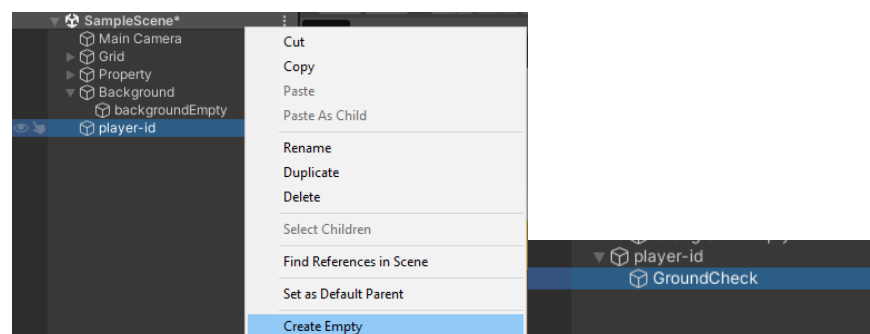 SampleScene*
Main Camera
Grid
Property
Background
backgroundEmpty
player-id
Cut
Copy
Paste
Paste As Child
Rename
Duplicate
Delete
Select Children
Find References in Scene
Set as Default Parent
Create Empty
player-id
GroundCheck